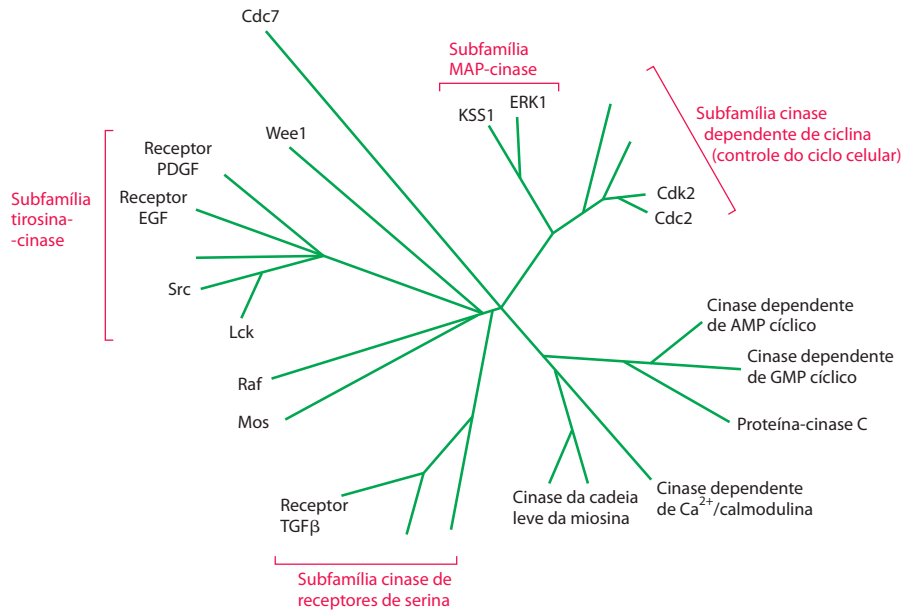 Cdc7
Subfamília
MAP-cinase
KSS1
ERK1
Subfamília cinase
dependente de ciclina
(controle do ciclo celular)
Cdk2
Cdc2
Wee1
Receptor
PDGF
Receptor
EGF
Subfamília
tirosina-
-cinase
Src
Lck
Raf
Mos
Cinase dependente
de AMP cíclico
Cinase dependente
de GMP cíclico
Proteína-cinase C
Cinase dependente
de Ca²⁺/calmodulina
Cinase da cadeia
leve da miosina
Receptor
TGFβ
Subfamília cinase de
receptores de serina